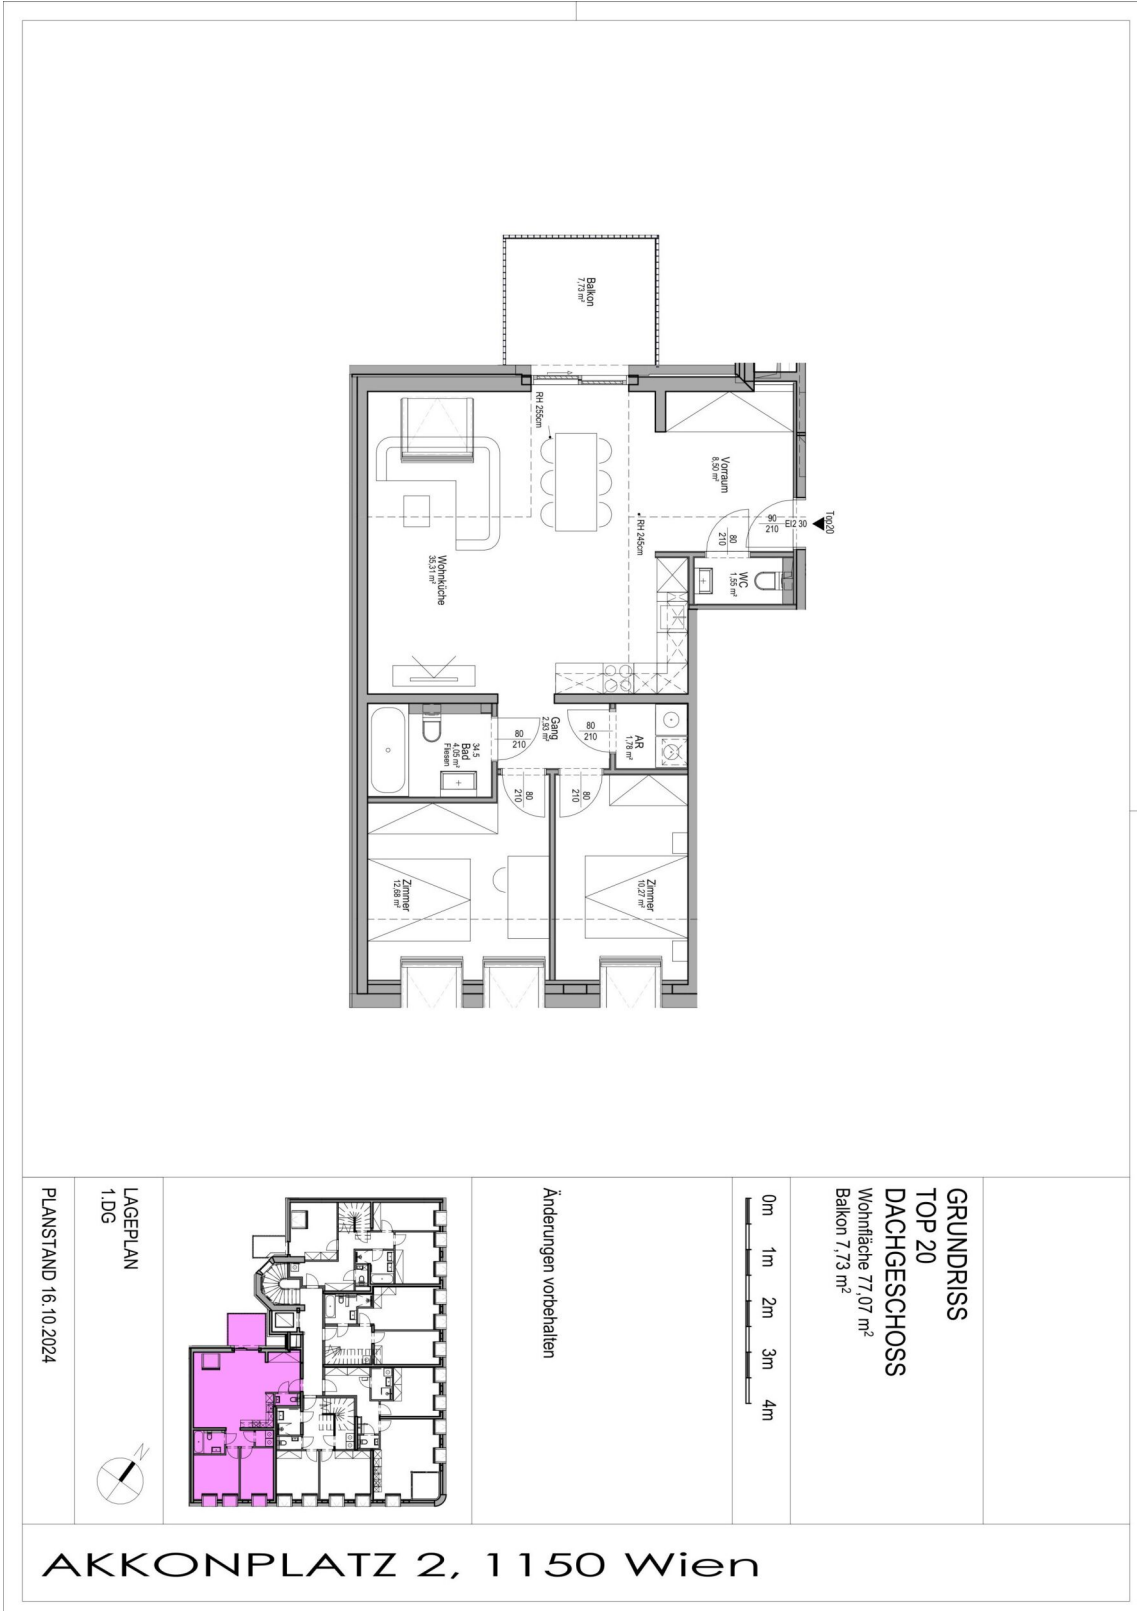 Balkon
7,73 m²
RH 255cm
Vorraum
8,50 m²
Top20
90
210
EI2 30
80
210
RH 245cm
WC
1,55 m²
Wohnküche
35,31 m²
Gang
2,93 m²
80
210
80
210
AR
1,78 m²
34.5
Bad
4,05 m²
Fliesen
80
210
80
210
Zimmer
12,68 m²
Zimmer
10,27 m²
GRUNDRISS
TOP 20
DACHGESCHOSS
Wohnfläche 77,07 m²
Balkon 7,73 m²
0m 1m 2m 3m 4m
Änderungen vorbehalten
LAGEPLAN
1.DG
N
PLANSTAND 16.10.2024
AKKONPLATZ 2, 1150 Wien